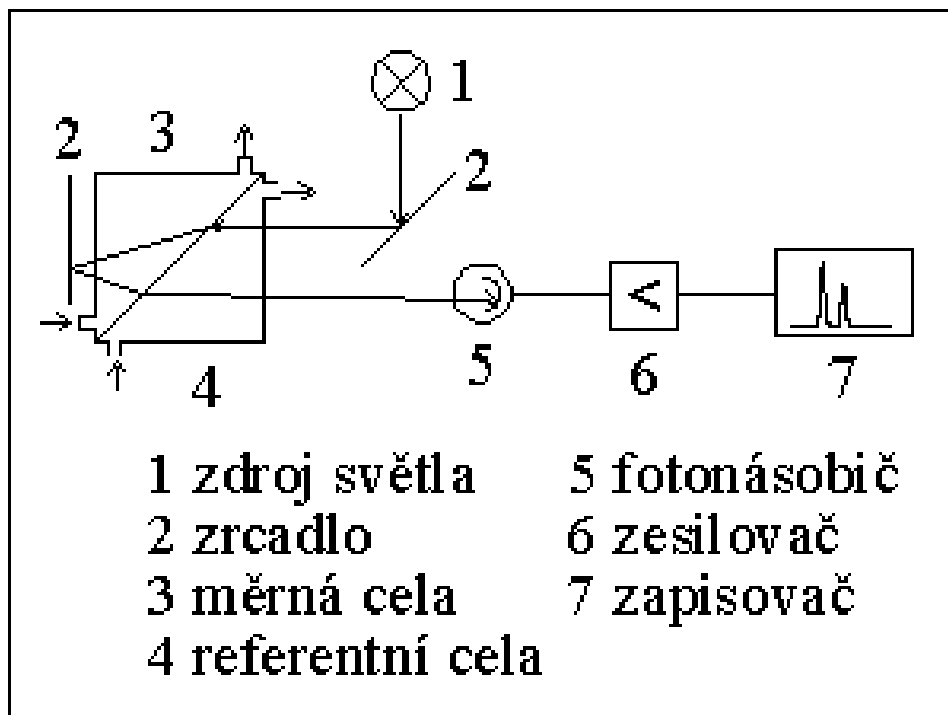 1
2
3
2
4
5
6
7
<
1 zdroj světla
2 zrcadlo
3 měrná cela
4 referentní cela
5 fotonásobič
6 zesilovač
7 zapisovač